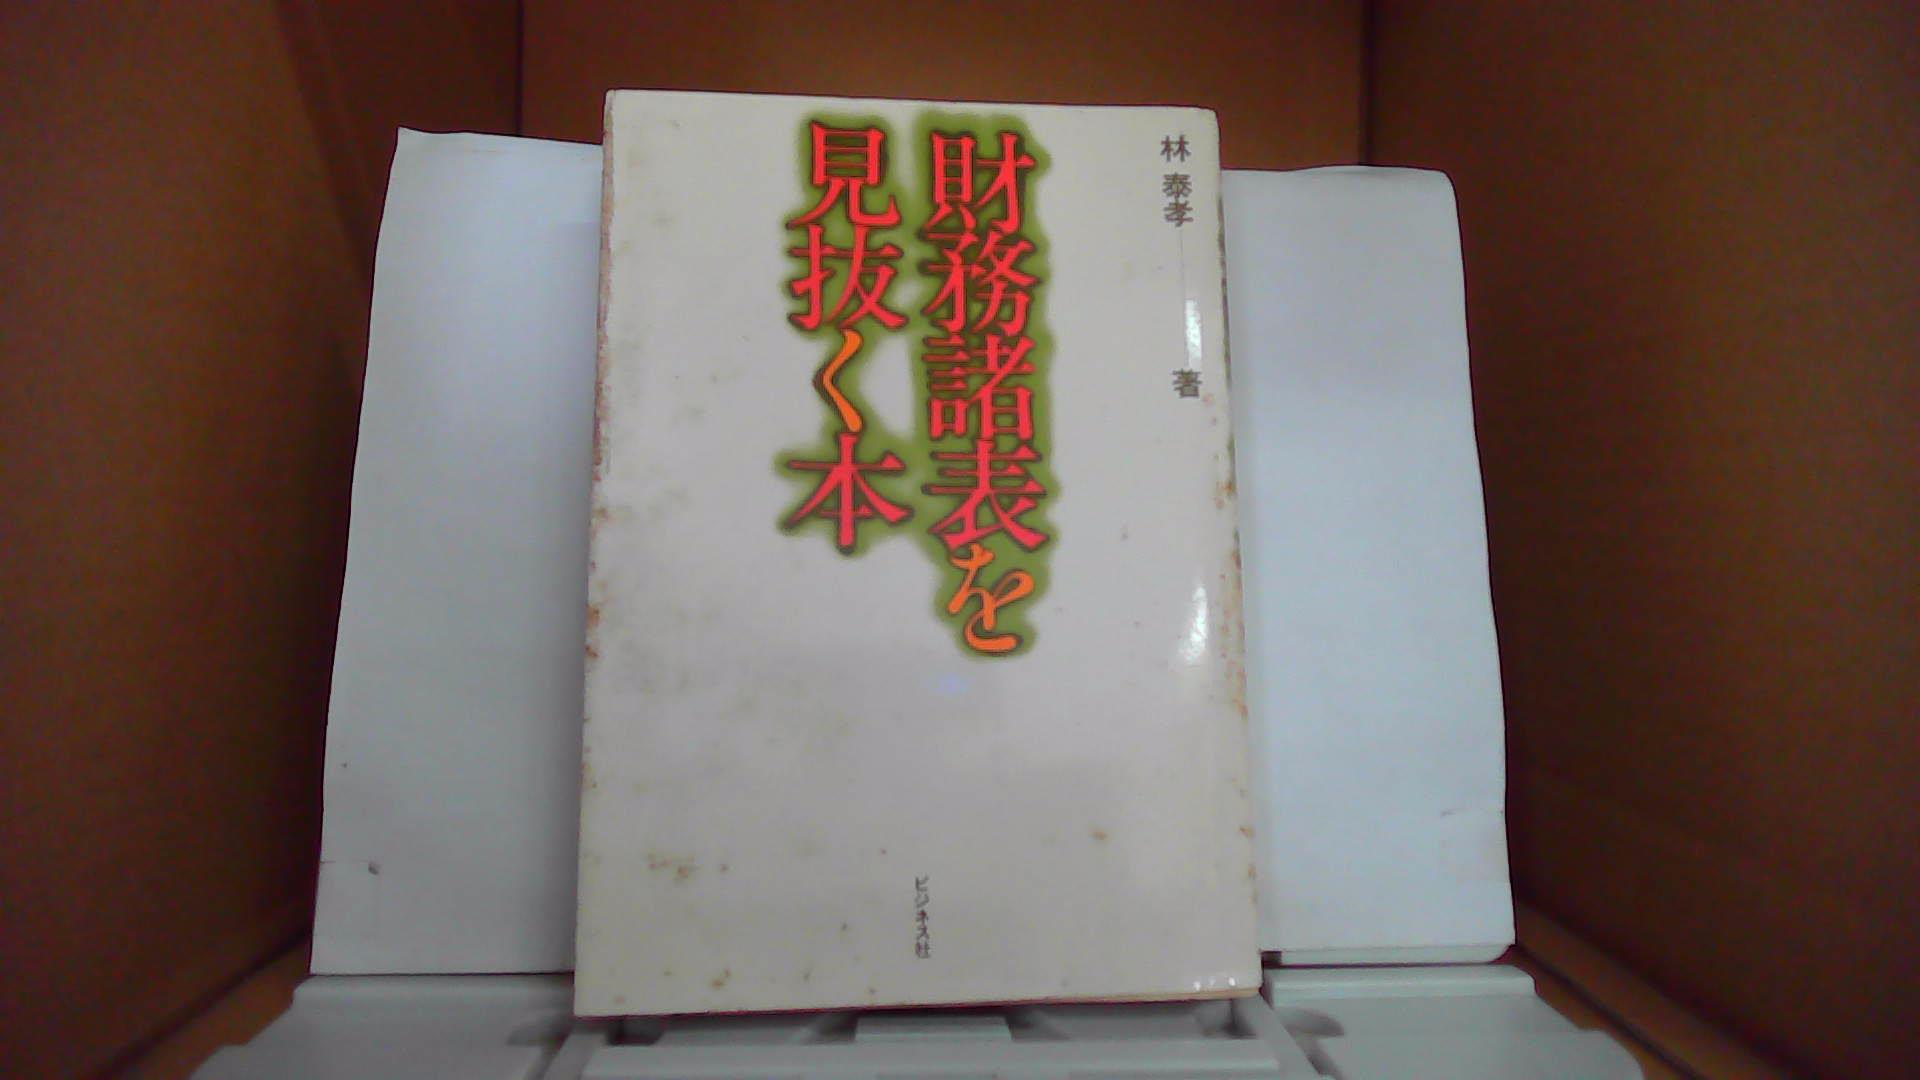 林 泰孝 著
財務諸表を
見抜く本
ビジネス社